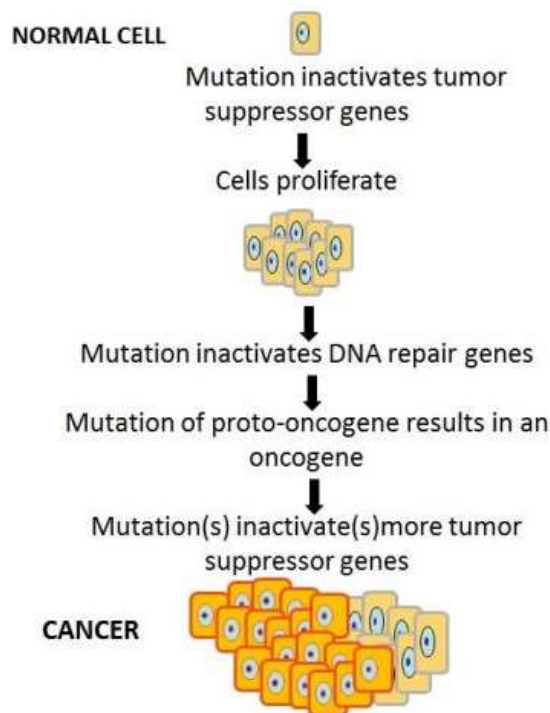 NORMAL CELL
Mutation inactivates tumor
suppressor genes
Cells proliferate
Mutation inactivates DNA repair genes
Mutation of proto-oncogene results in an
oncogene
Mutation(s) inactivate(s)more tumor
suppressor genes
CANCER